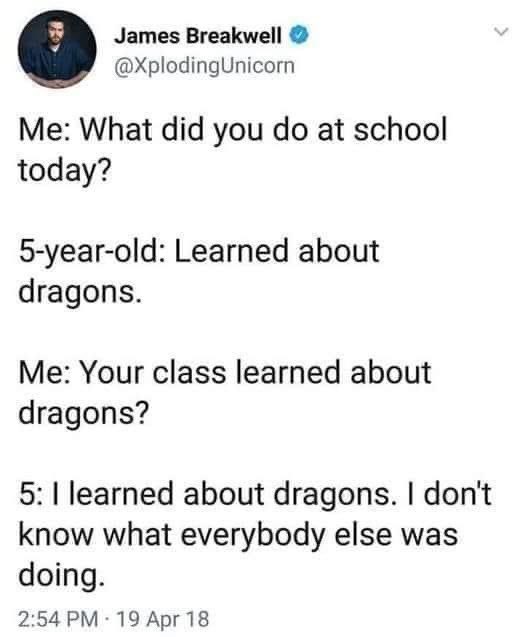 James Breakwell
@XplodingUnicorn
Me: What did you do at school
today?
5-year-old: Learned about
dragons.
Me: Your class learned about
dragons?
5: I learned about dragons. I don't
know what everybody else was
doing.
2:54 PM · 19 Apr 18